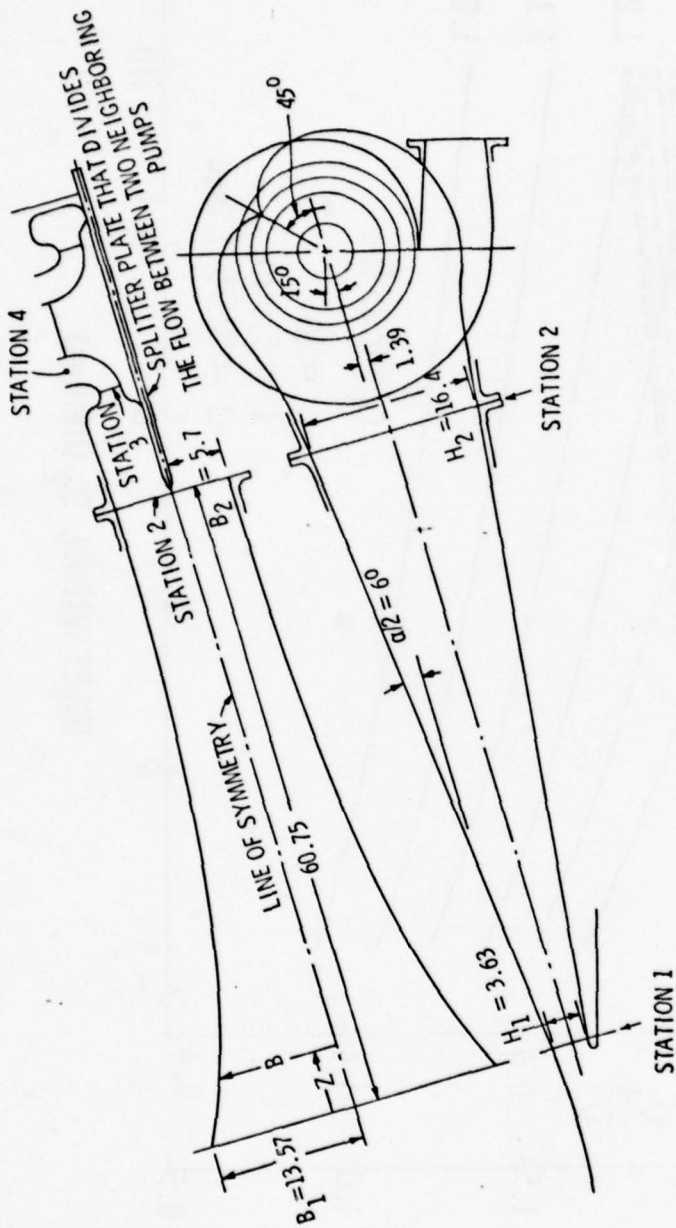 STATION 4
SPLITTER PLATE THAT DIVIDES
THE FLOW BETWEEN TWO NEIGHBORING
PUMPS
STATION
3
STATION 2
B₂
= 5.7
LINE OF SYMMETRY
60.75
B
Z
B₁ = 13.57
45°
15°
1.39
H₂ = 16.4
STATION 2
α/2 = 6°
H₁
= 3.63
STATION 1